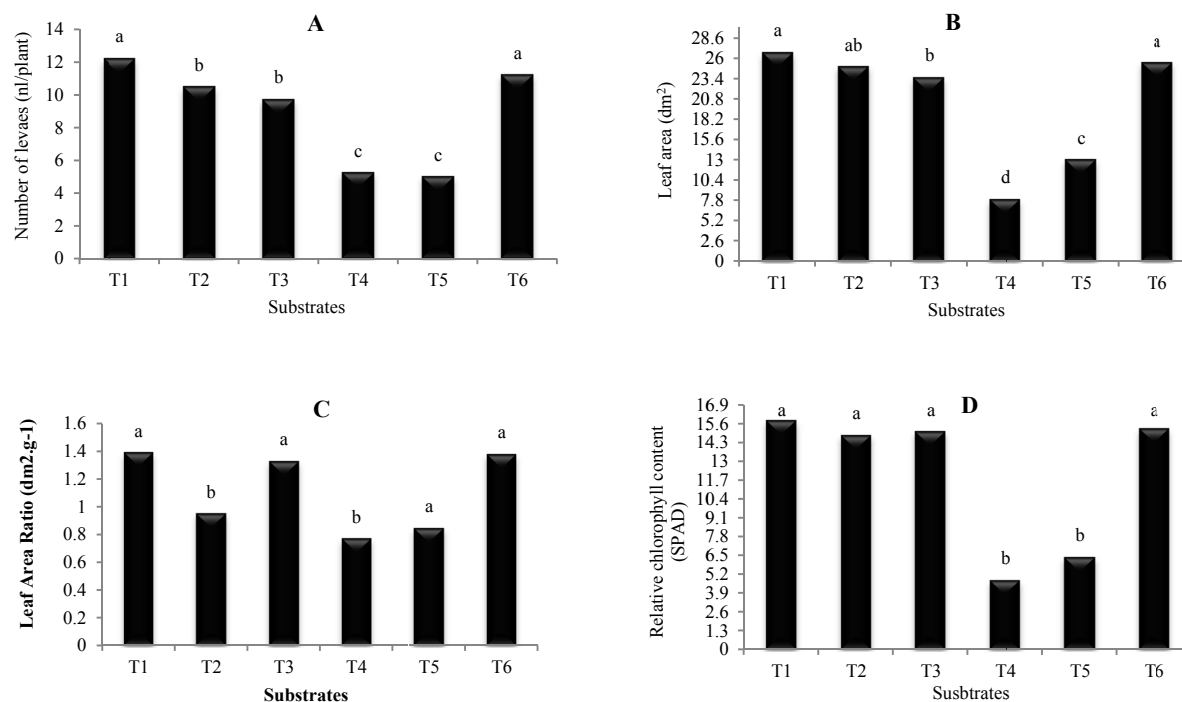 A
Number of levaes (nl/plant)
14
12
10
8
6
4
2
0
a
b
b
c
c
a
T1
T2
T3
T4
T5
T6
Substrates
B
Leaf area (dm²)
28.6
26
23.4
20.8
18.2
15.6
13
10.4
7.8
5.2
2.6
0
a
ab
b
d
c
a
T1
T2
T3
T4
T5
T6
Substrates
C
Leaf Area Ratio (dm2.g-1)
1.6
1.4
1.2
1
0.8
0.6
0.4
0.2
0
a
b
a
b
a
a
T1
T2
T3
T4
T5
T6
Substrates
D
Relative chlorophyll content
(SPAD)
16.9
15.6
14.3
13
11.7
10.4
9.1
7.8
6.5
5.2
3.9
2.6
1.3
0
a
a
a
b
b
a
T1
T2
T3
T4
T5
T6
Susbtrates